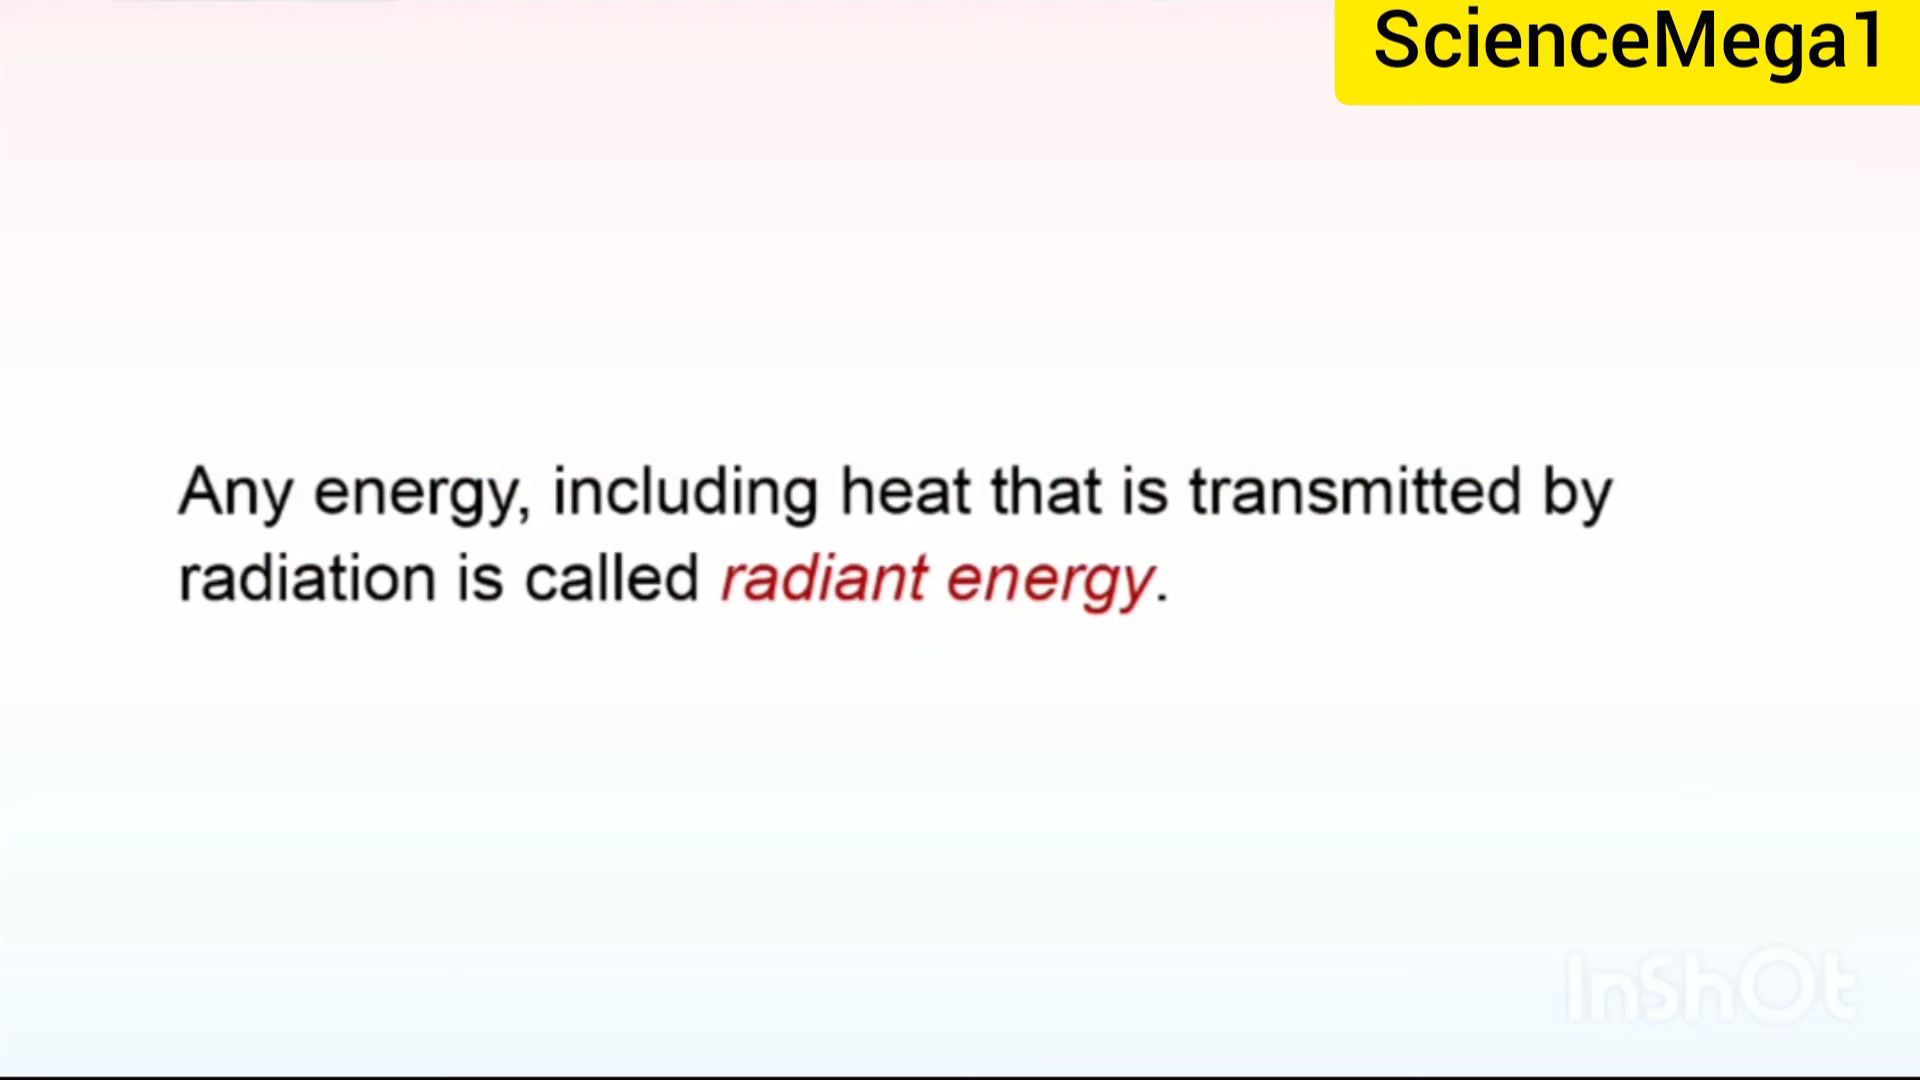 ScienceMega1
Any energy, including heat that is transmitted by
radiation is called radiant energy.
InShOt